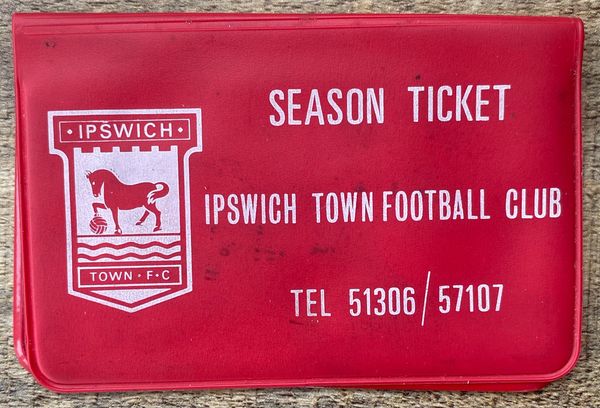 SEASON TICKET
· IPSWICH ·
IPSWICH TOWN FOOTBALL CLUB
TOWN · F · C
TEL 51306/57107